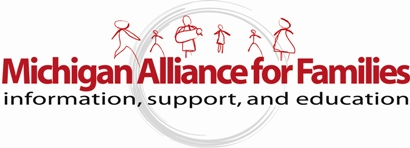 Michigan Alliance for Families
information, support, and education